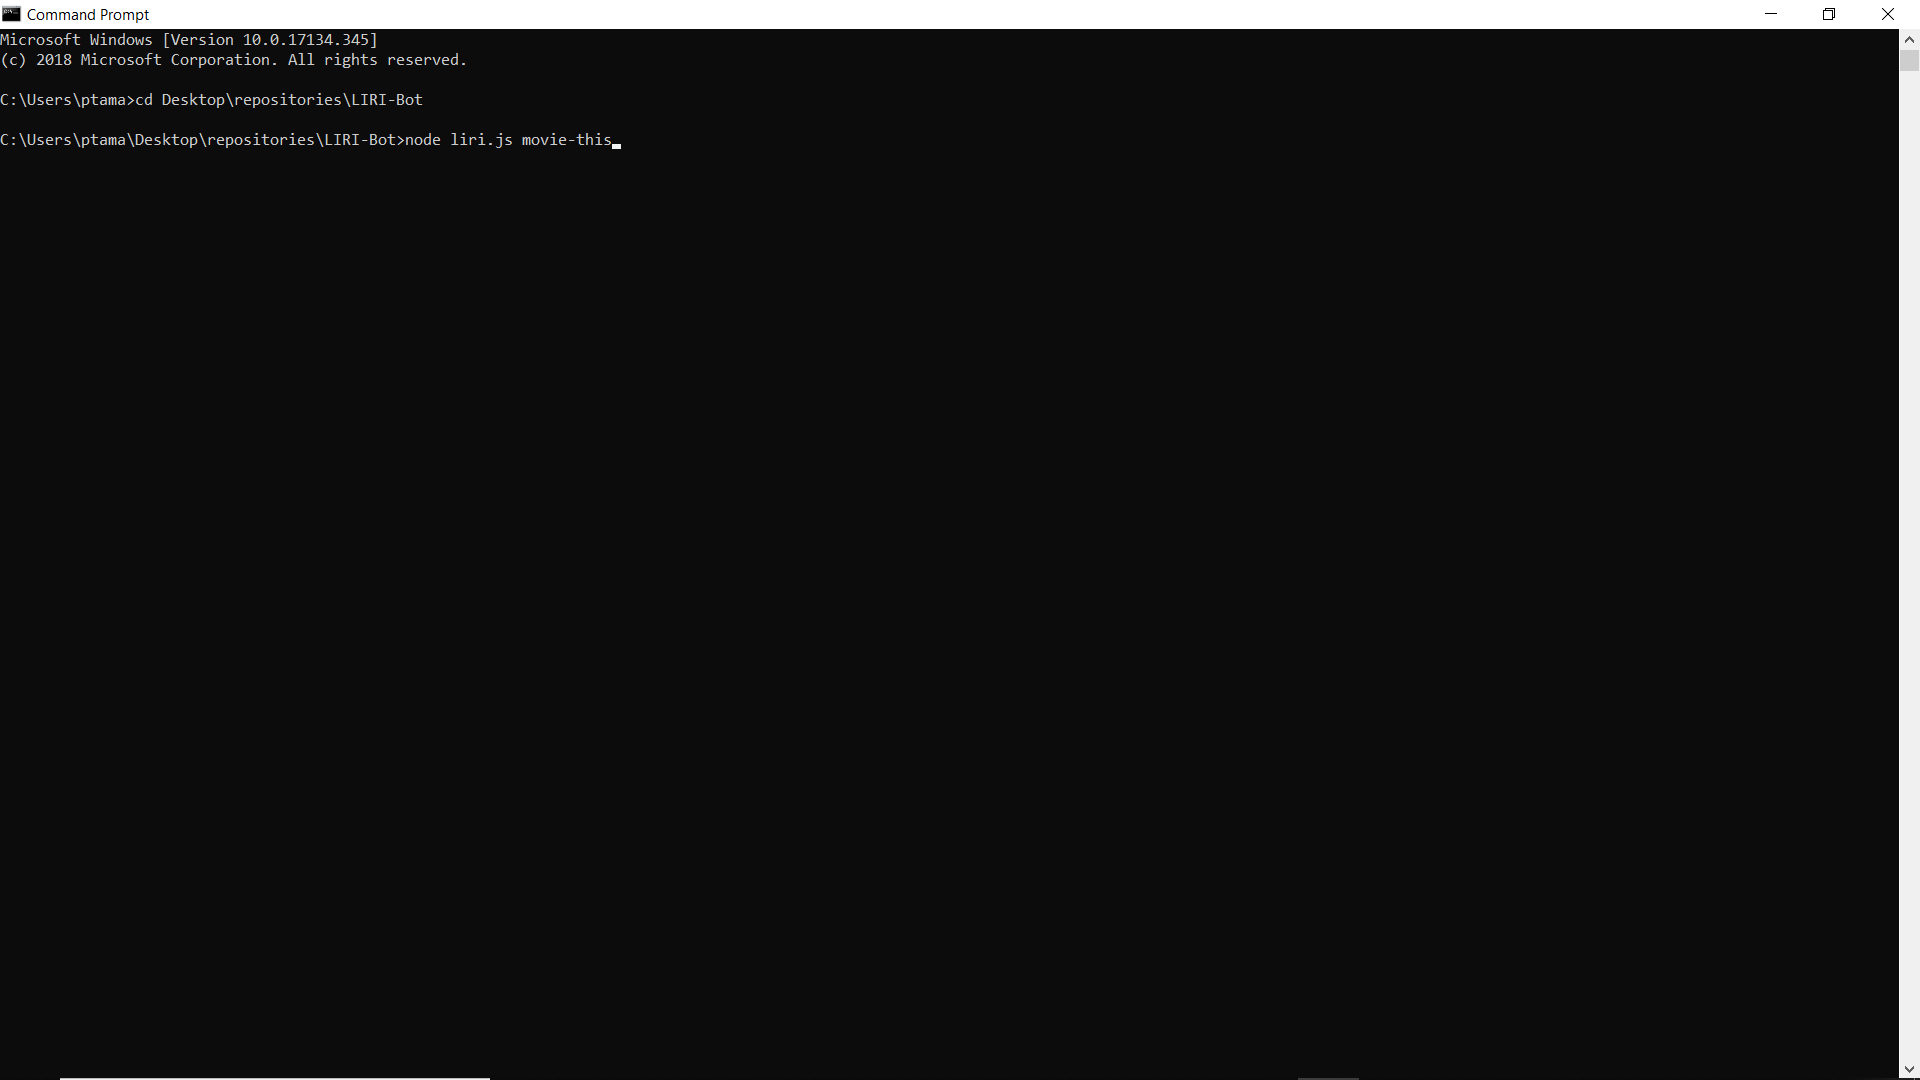 Command Prompt
Microsoft Windows [Version 10.0.17134.345]
(c) 2018 Microsoft Corporation. All rights reserved.
C:\Users\ptama>cd Desktop\repositories\LIRI-Bot
C:\Users\ptama\Desktop\repositories\LIRI-Bot>node liri.js movie-this